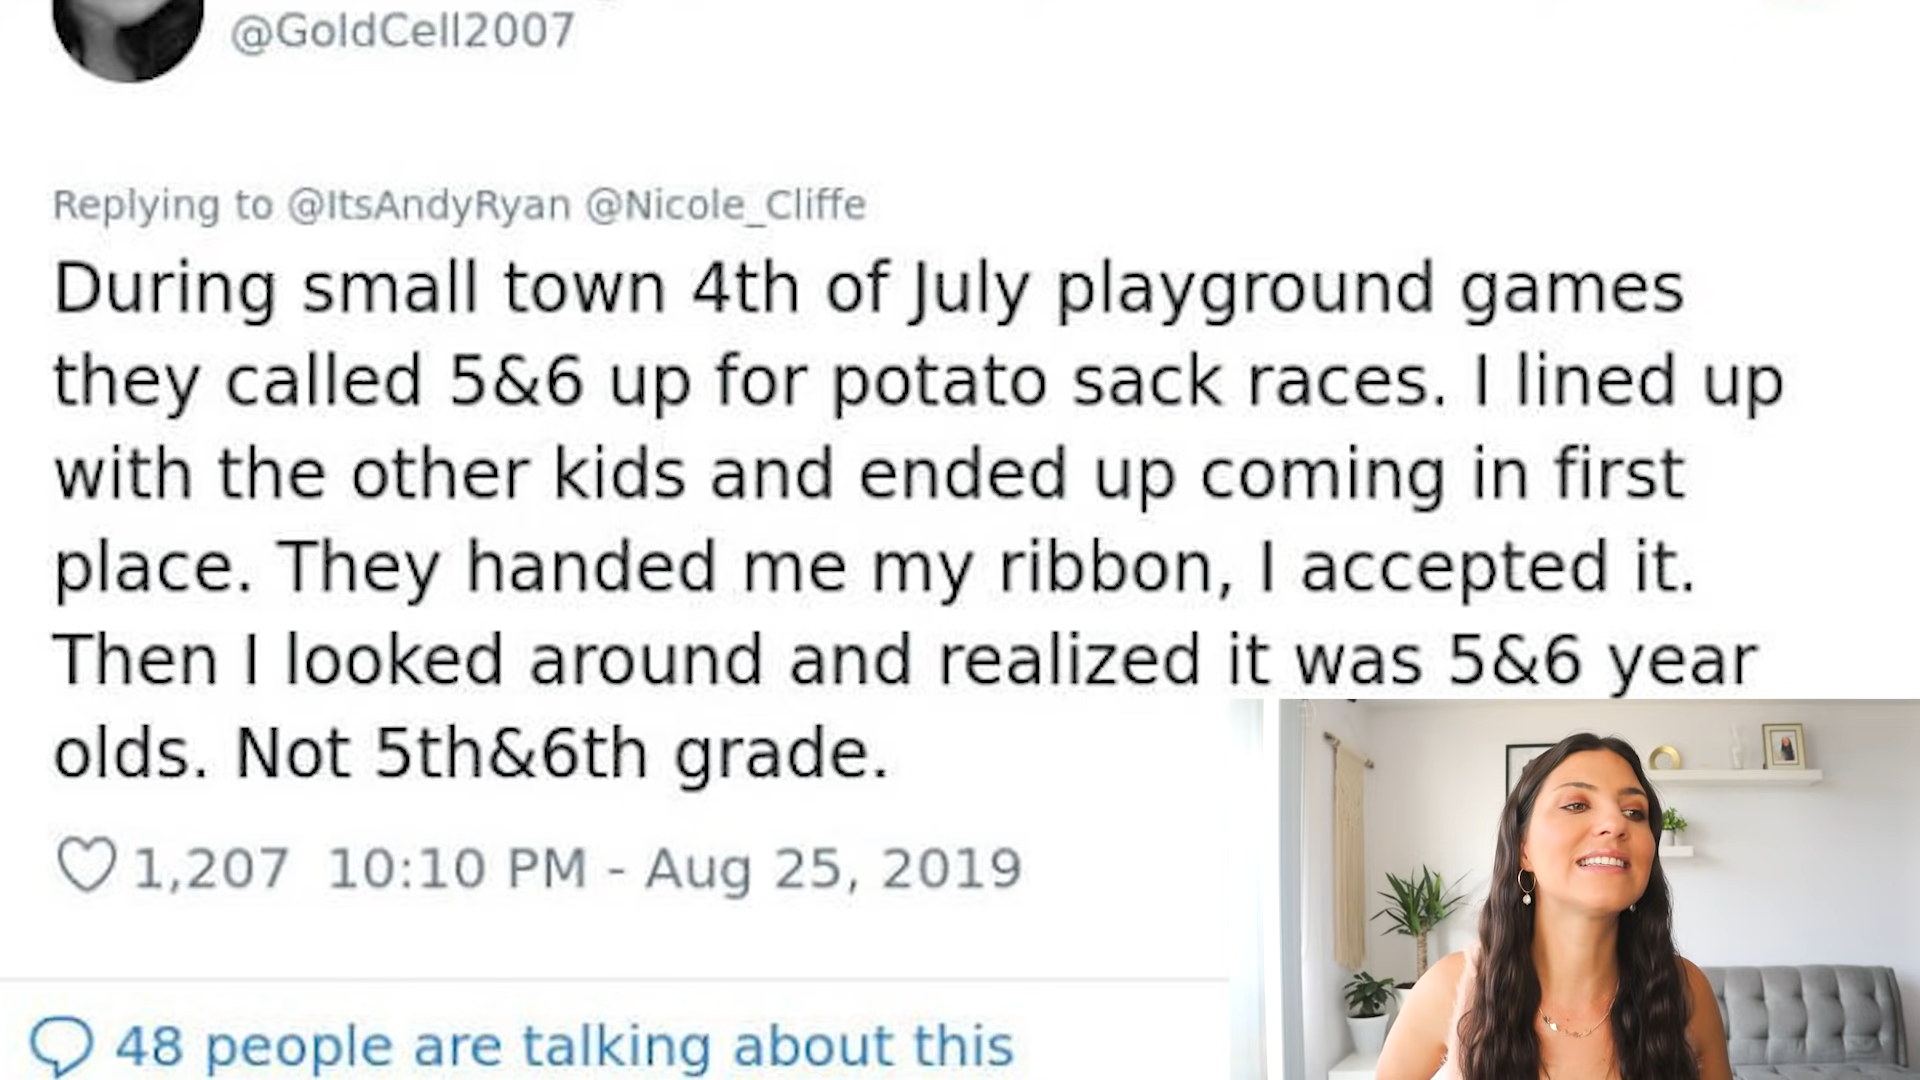 @GoldCell2007
Replying to @ItsAndyRyan @Nicole_Cliffe
During small town 4th of July playground games
they called 5&6 up for potato sack races. I lined up
with the other kids and ended up coming in first
place. They handed me my ribbon, I accepted it.
Then I looked around and realized it was 5&6 year
olds. Not 5th&6th grade.
1,207 10:10 PM - Aug 25, 2019
48 people are talking about this